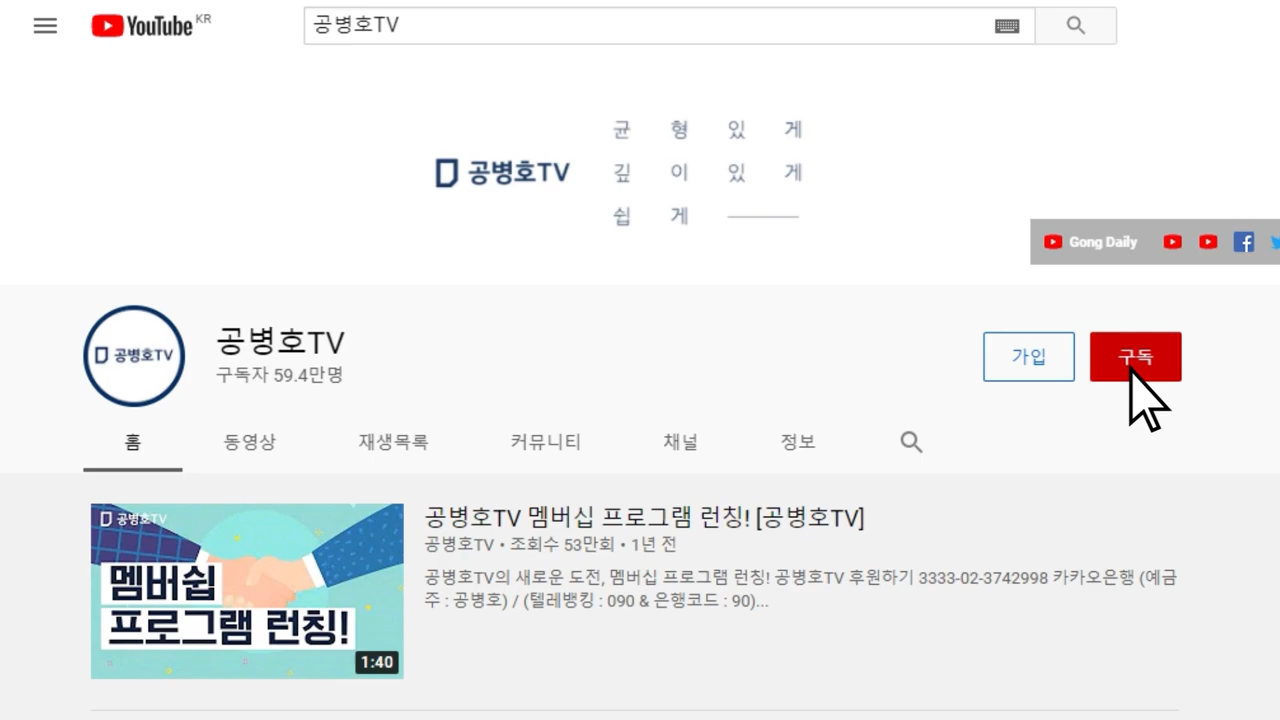 YouTube KR
공병호TV
균 형 있 게
공병호TV
깊 이 있 게
쉽 게
Gong Daily
공병호TV
공병호TV
구독자 59.4만명
가입
구독
홈
동영상
재생목록
커뮤니티
채널
정보
공병호TV
멤버쉽
프로그램 런칭!
1:40
공병호TV 멤버십 프로그램 런칭! [공병호TV]
공병호TV • 조회수 53만회 • 1년 전
공병호TV의 새로운 도전, 멤버십 프로그램 런칭! 공병호TV 후원하기 3333-02-3742998 카카오은행 (예금
주 : 공병호) / (텔레뱅킹 : 090 & 은행코드 : 90)...